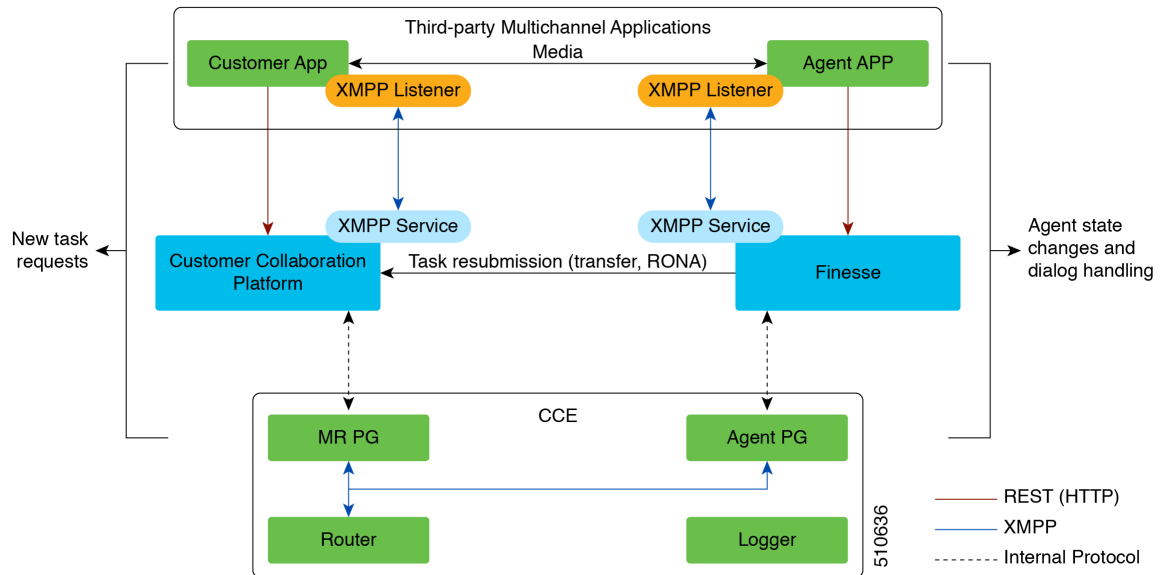 Third-party Multichannel Applications
Media
Customer App
Agent APP
XMPP Listener
XMPP Listener
XMPP Service
XMPP Service
New task
requests
Customer Collaboration
Platform
Task resubmission (transfer, RONA)
Finesse
Agent state
changes and
dialog handling
CCE
MR PG
Agent PG
Router
Logger
510636
REST (HTTP)
XMPP
Internal Protocol